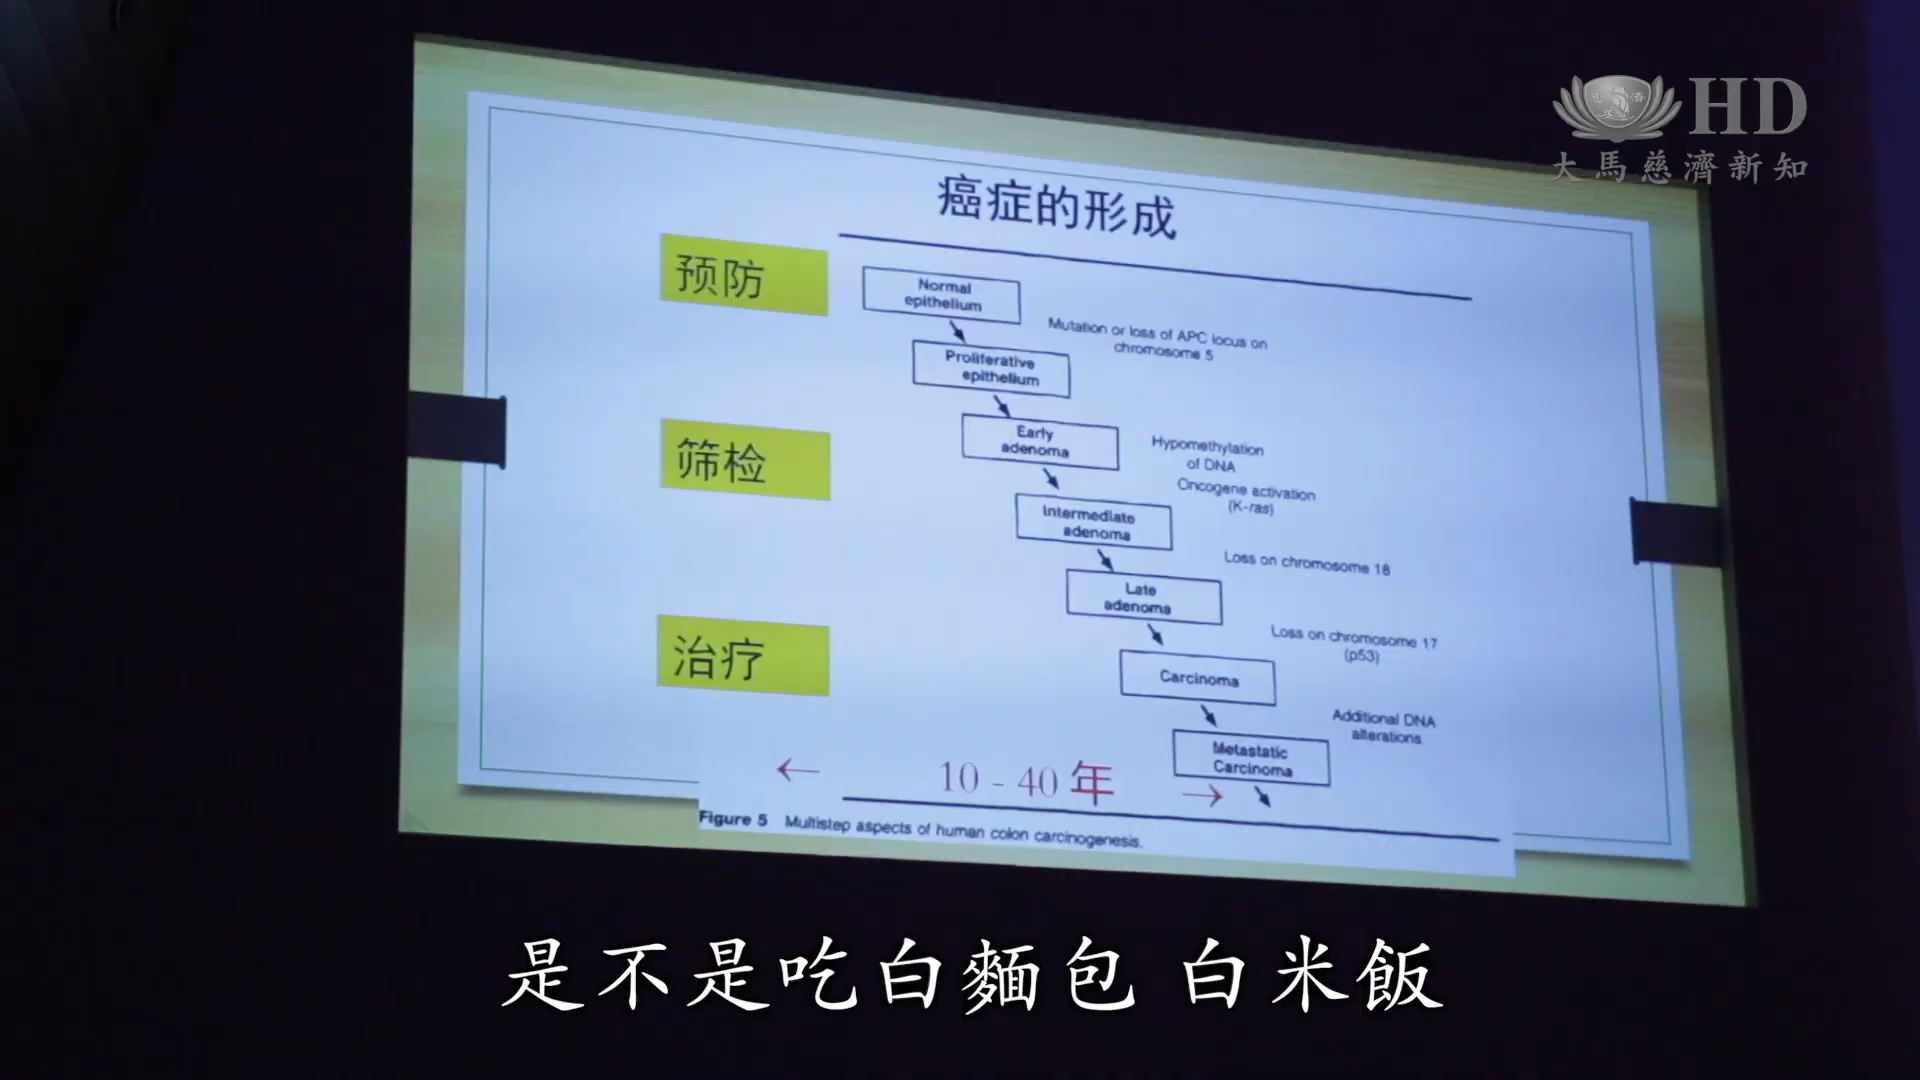 HD
大馬慈濟新知
癌症的形成
预防
Normal
epithelium
Mutation or loss of APC locus on
chromosome 5
Proliferative
epithelium
筛检
Early
adenoma
Hypomethylation
of DNA
Oncogene activation
(K-ras)
Intermediate
adenoma
Loss on chromosome 18
Late
adenoma
治疗
Loss on chromosome 17
(p53)
Carcinoma
Additional DNA
alterations
Metastatic
Carcinoma
← 10 - 40 年 →
Figure 5 Multistep aspects of human colon carcinogenesis.
是不是吃白麵包 白米飯